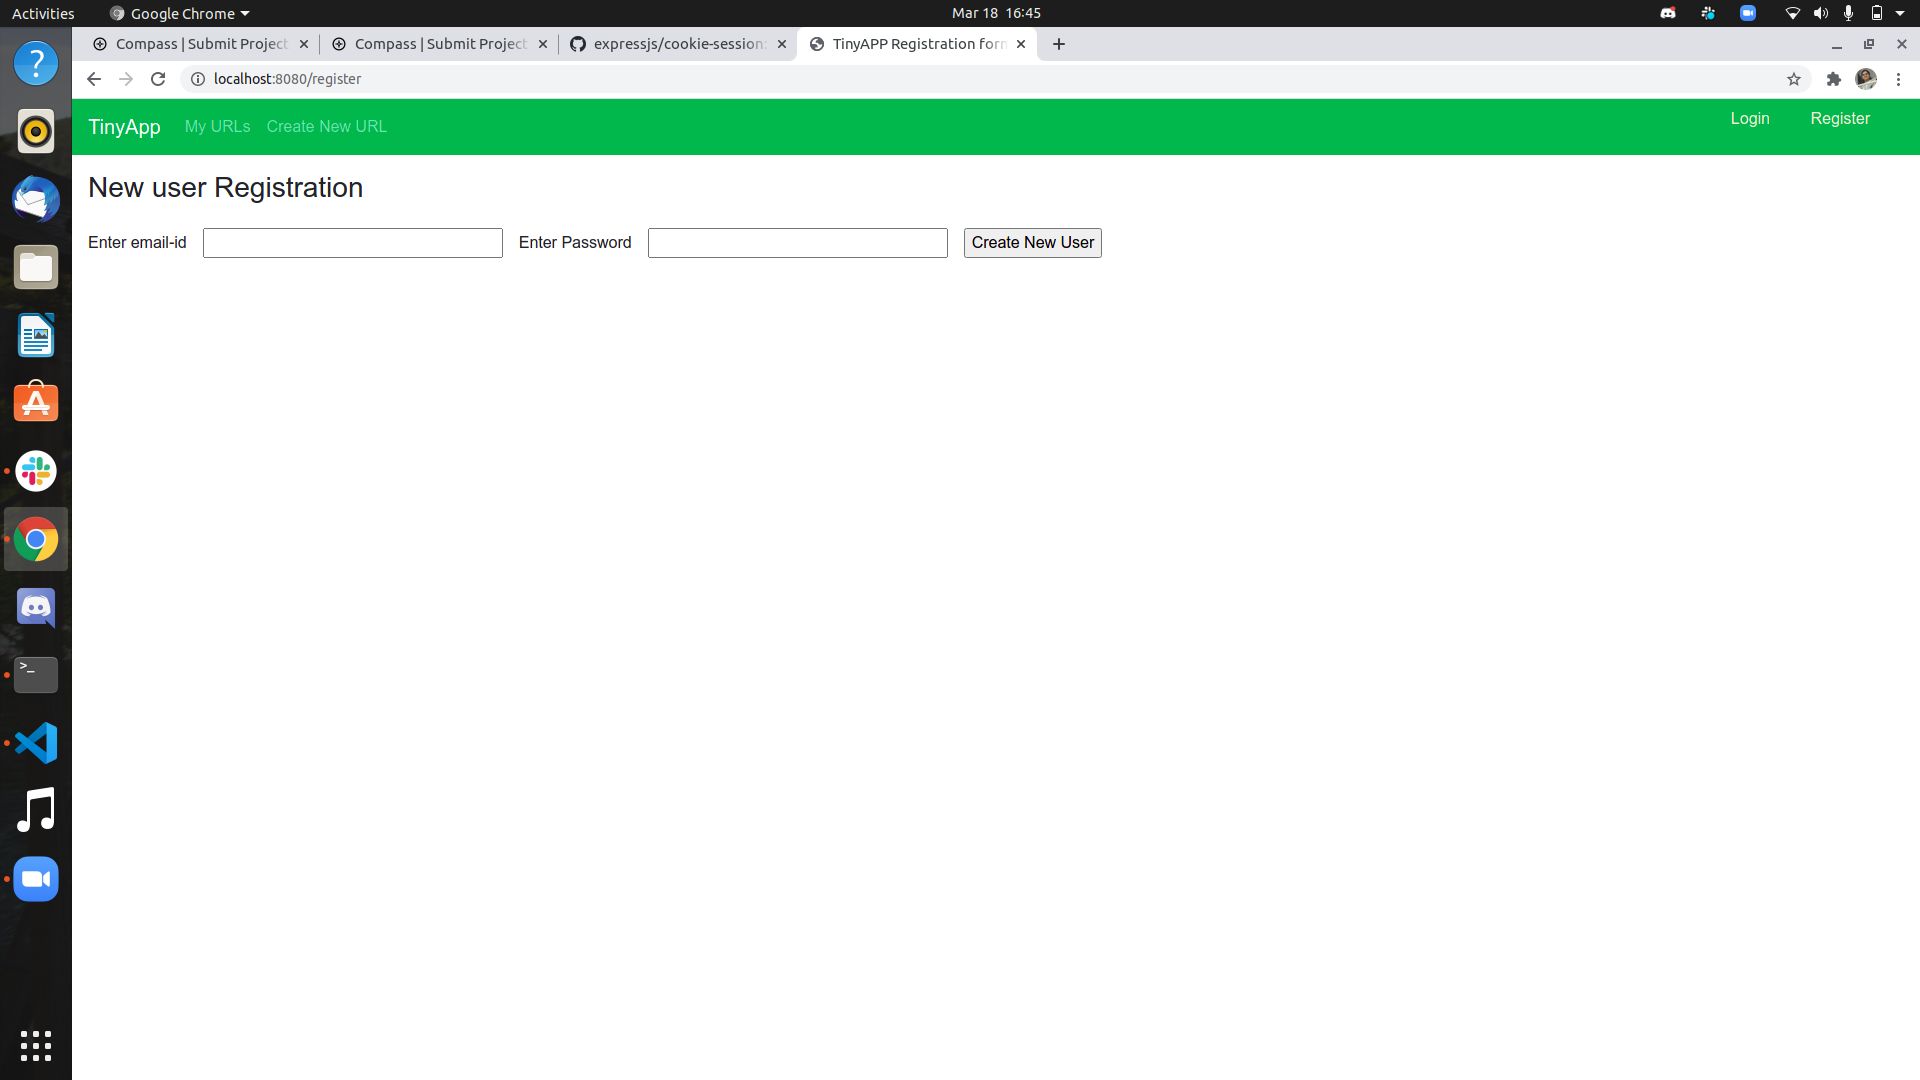 Activities Google Chrome Mar 18 16:45
Compass | Submit Project Compass | Submit Project expressjs/cookie-session: TinyAPP Registration form
localhost:8080/register
TinyApp My URLs Create New URL Login Register
New user Registration
Enter email-id Enter Password Create New User